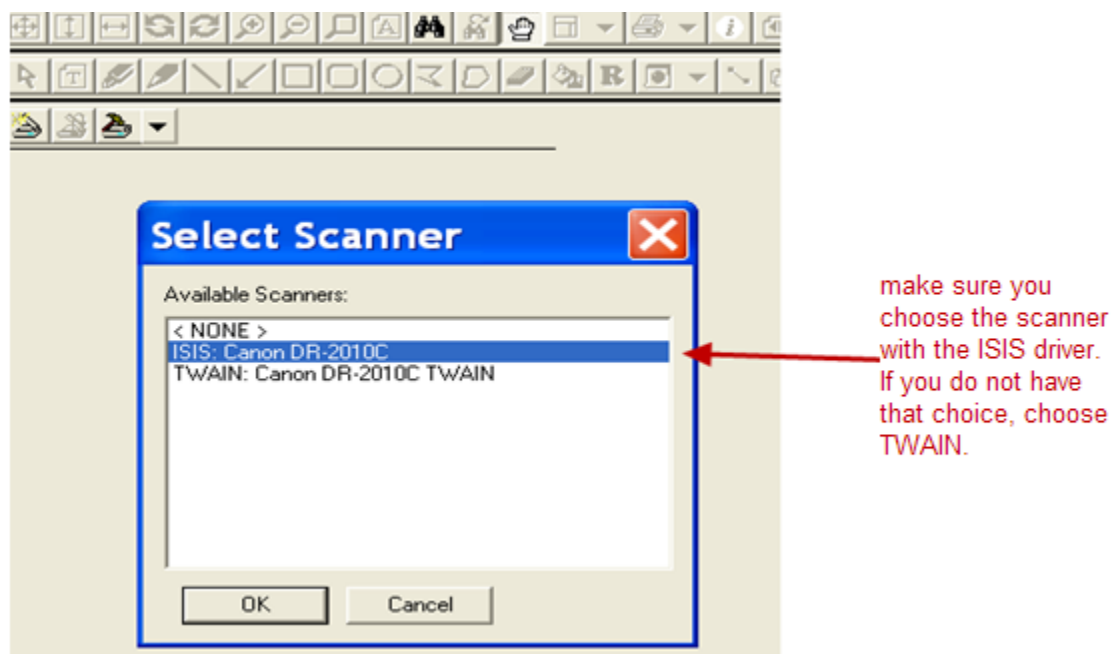 Select Scanner
Available Scanners:
< NONE >
ISIS: Canon DR-2010C
TWAIN: Canon DR-2010C TWAIN
OK Cancel
make sure you
choose the scanner
with the ISIS driver.
If you do not have
that choice, choose
TWAIN.